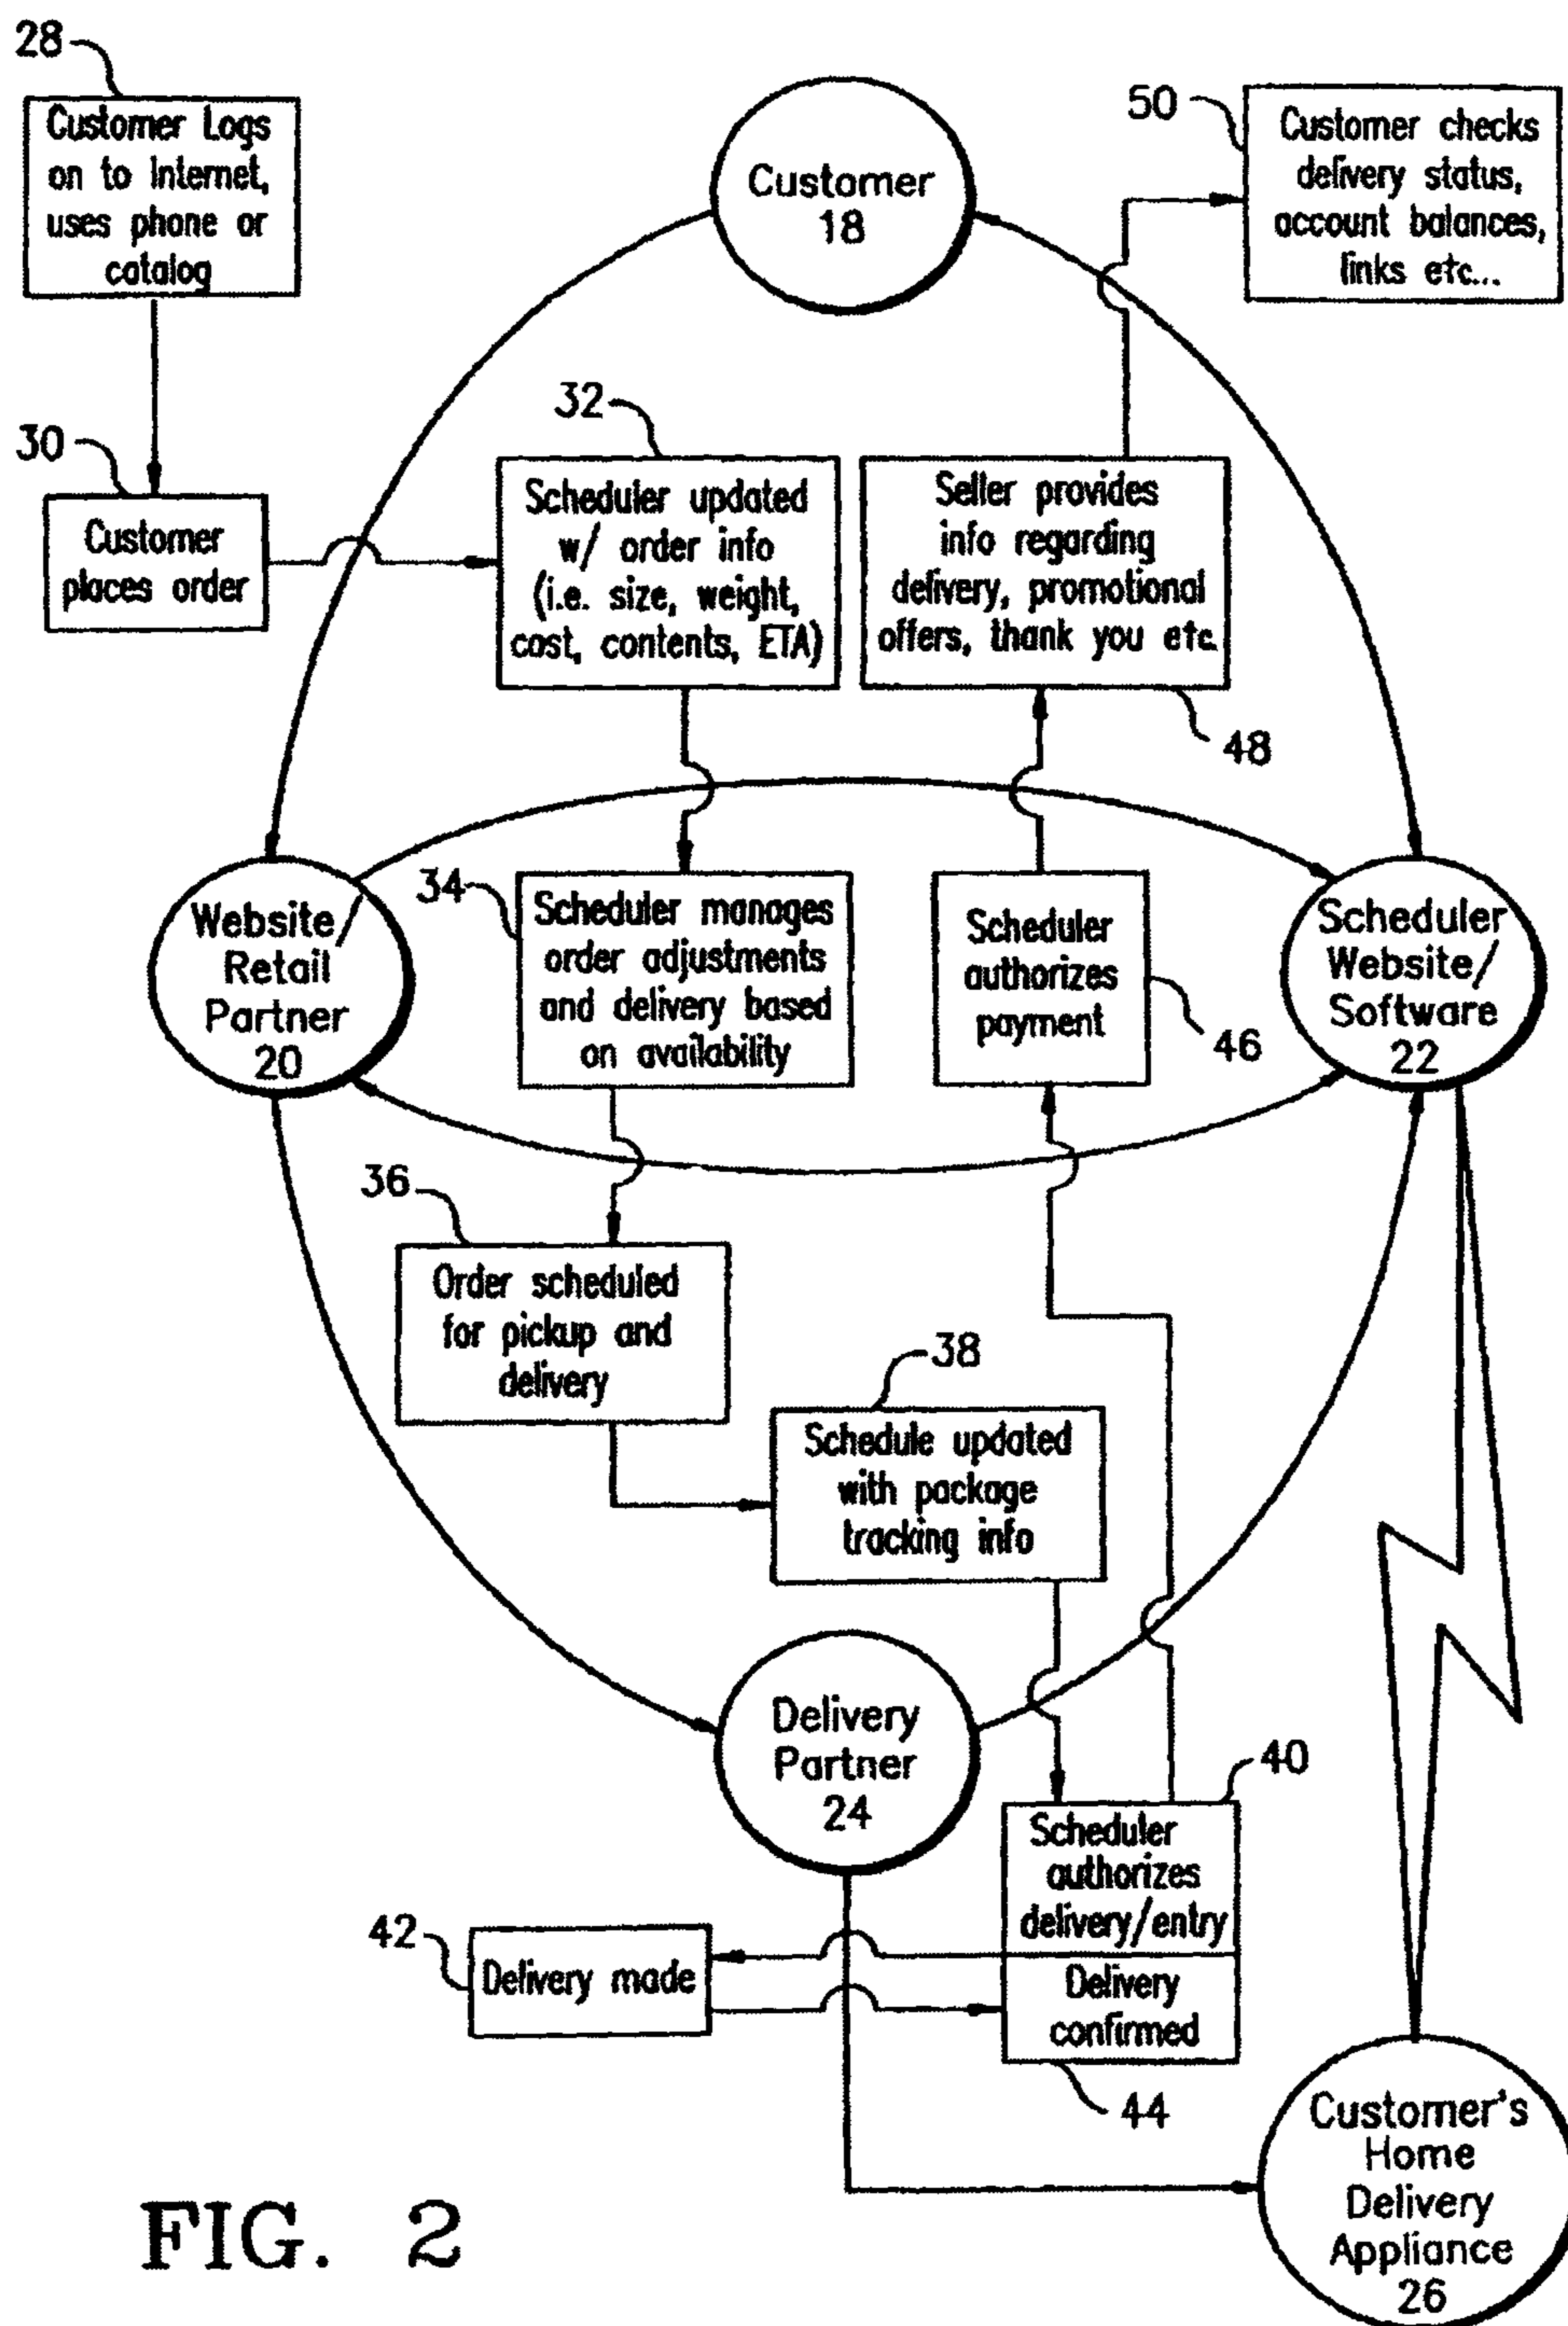 28
Customer Logs
on to Internet,
uses phone or
catalog
Customer
18
50
Customer checks
delivery status,
account balances,
links etc...
30
Customer
places order
32
Scheduler updated
w/ order info
(i.e. size, weight,
cost, contents, ETA)
Seller provides
info regarding
delivery, promotional
offers, thank you etc.
48
Website/
Retail
Partner
20
34
Scheduler manages
order adjustments
and delivery based
on availability
Scheduler
authorizes
payment
46
Scheduler
Website/
Software
22
36
Order scheduled
for pickup and
delivery
38
Schedule updated
with package
tracking info
Delivery
Partner
24
40
Scheduler
authorizes
delivery/entry
42
Delivery made
Delivery
confirmed
44
Customer's
Home
Delivery
Appliance
26
FIG. 2